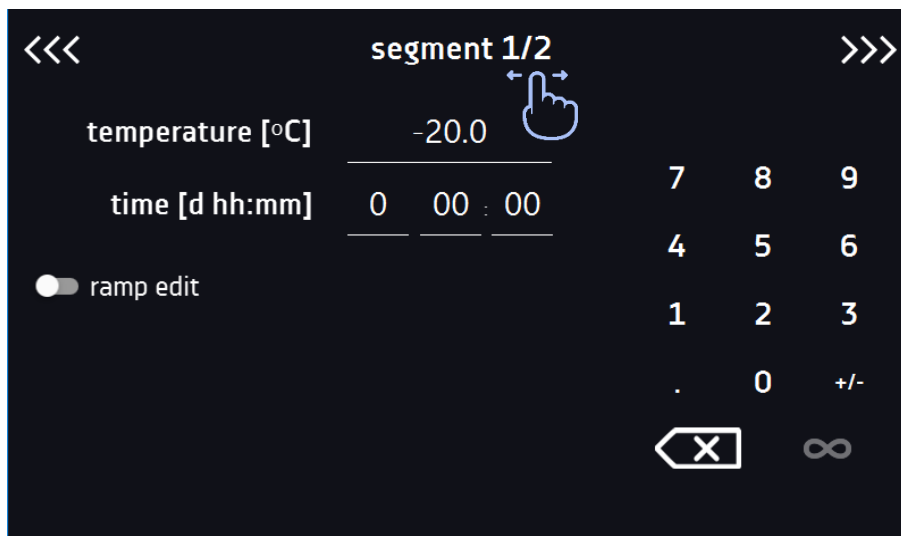 <<< segment 1/2 >>>
temperature [°C] -20.0
time [d hh:mm] 0 00 : 00
ramp edit
7 8 9
4 5 6
1 2 3
. 0 +/-
∞